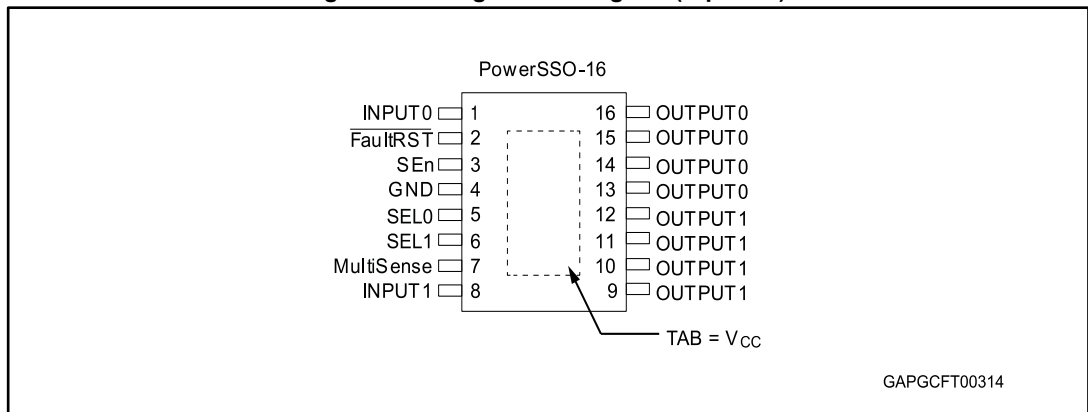 PowerSSO-16
INPUT0 1 16 OUTPUT0
FaultRST 2 15 OUTPUT0
SEn 3 14 OUTPUT0
GND 4 13 OUTPUT0
SEL0 5 12 OUTPUT1
SEL1 6 11 OUTPUT1
MultiSense 7 10 OUTPUT1
INPUT1 8 9 OUTPUT1
TAB = VCC
GAPGCFT00314